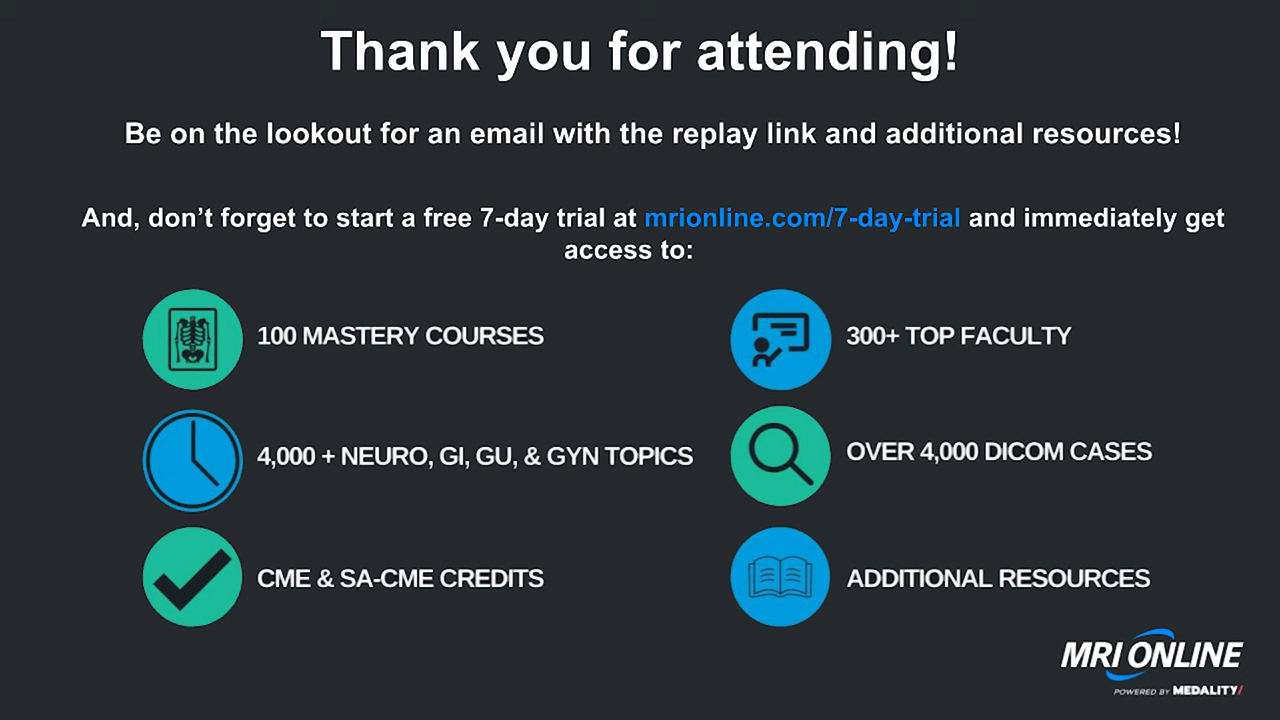 Thank you for attending!
Be on the lookout for an email with the replay link and additional resources!
And, don’t forget to start a free 7-day trial at mrionline.com/7-day-trial and immediately get
access to:
100 MASTERY COURSES
300+ TOP FACULTY
4,000 + NEURO, GI, GU, & GYN TOPICS
OVER 4,000 DICOM CASES
CME & SA-CME CREDITS
ADDITIONAL RESOURCES
MRI ONLINE
POWERED BY MEDALITY/